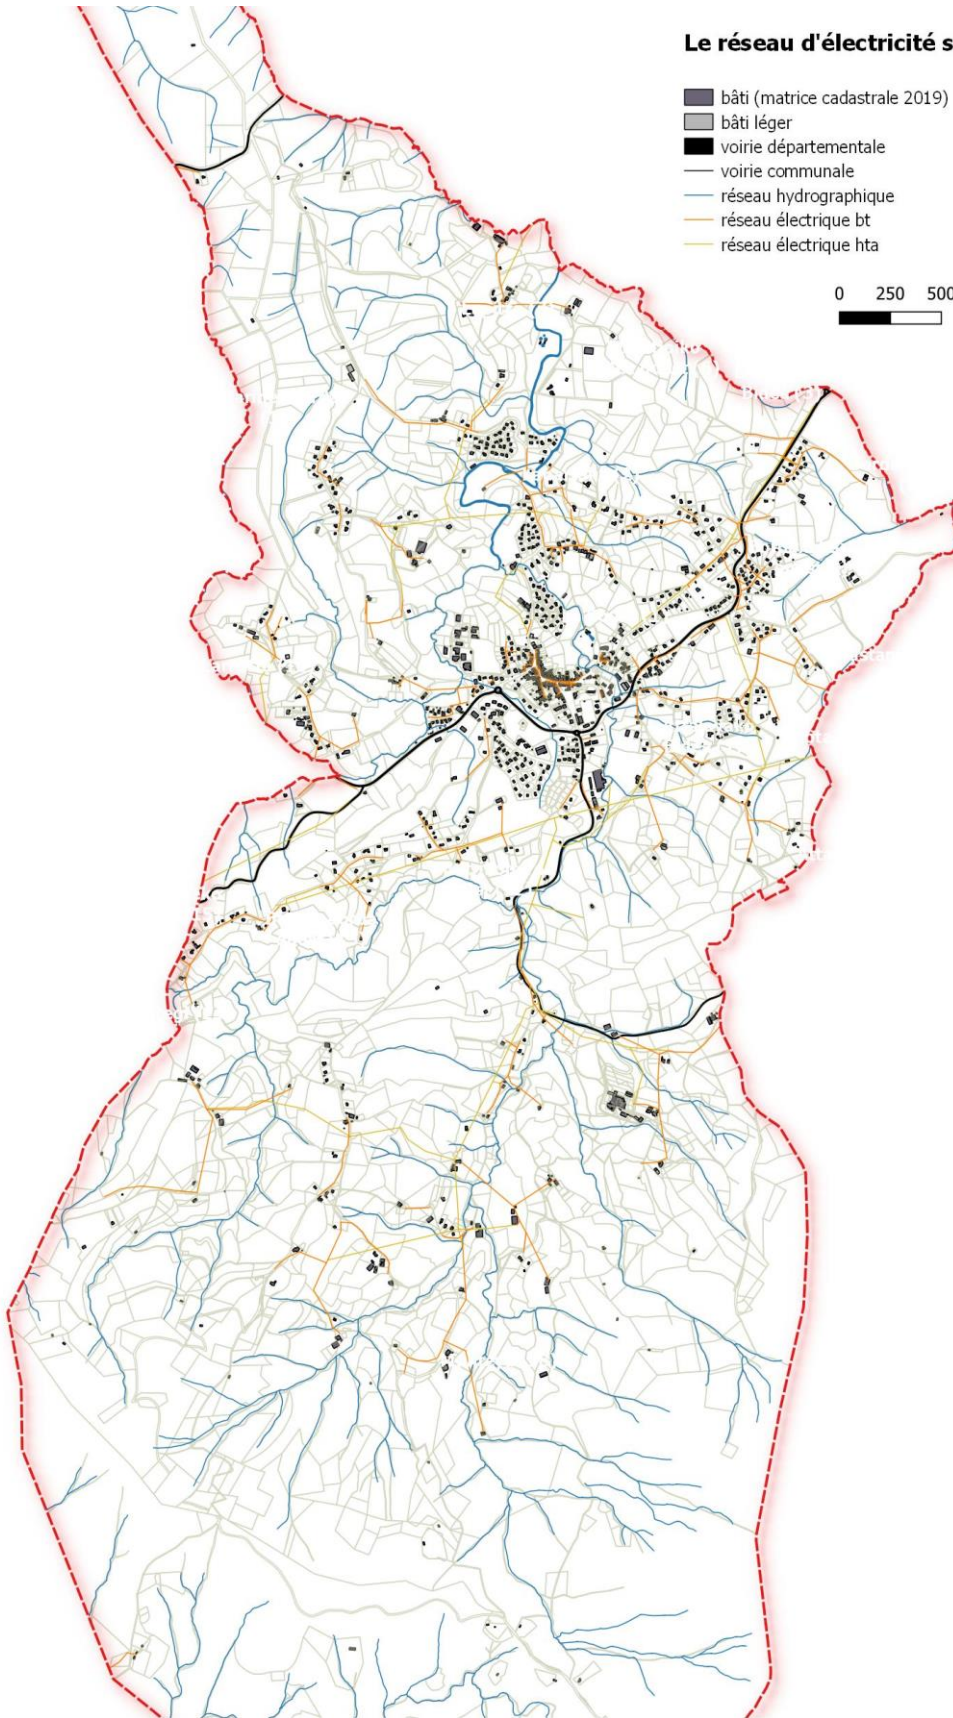 Le réseau d'électricité s
bâti (matrice cadastrale 2019)
bâti léger
voirie départementale
voirie communale
réseau hydrographique
réseau électrique bt
réseau électrique hta
0 250 500